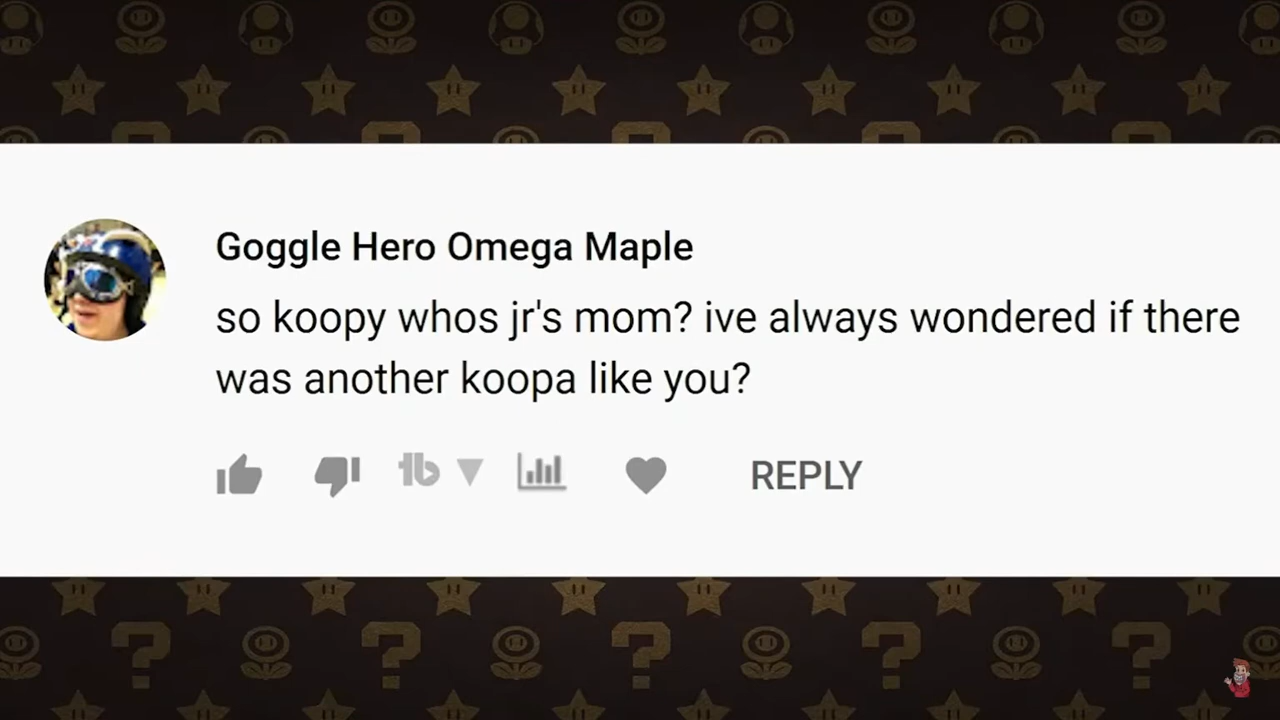 Goggle Hero Omega Maple
so koopy whos jr's mom? ive always wondered if there
was another koopa like you?
REPLY